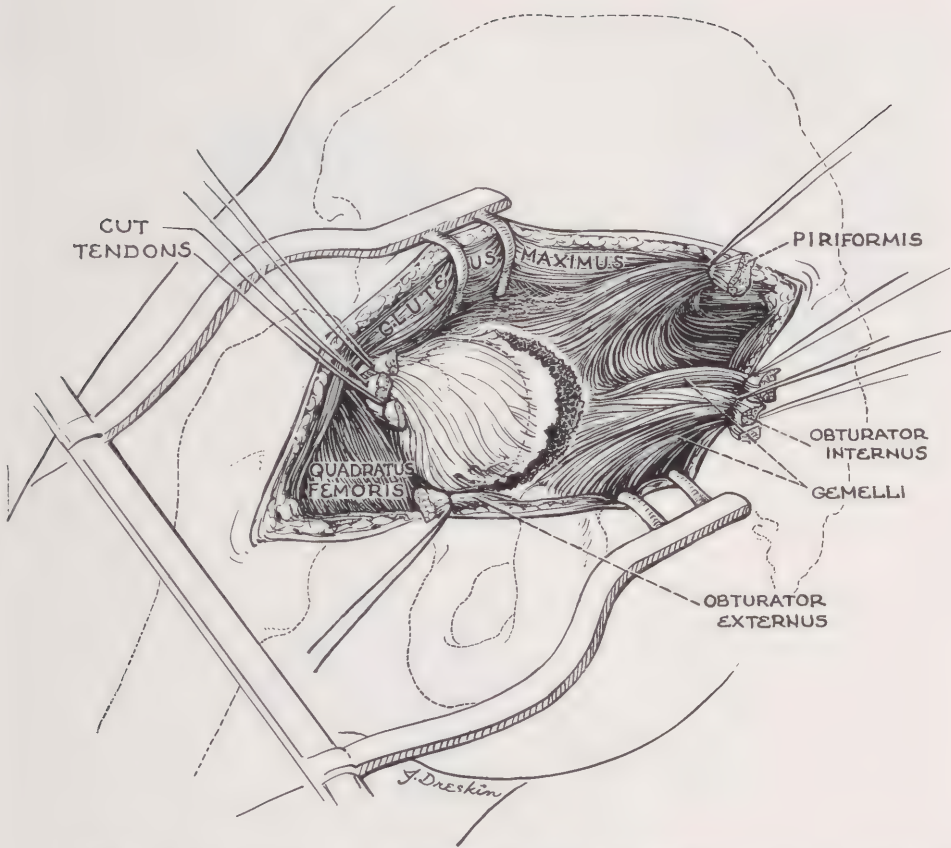 CUT
TENDONS
GLUTEUS MAXIMUS
PIRIFORMIS
QUADRATUS
FEMORIS
OBTURATOR
INTERNUS
GEMELLI
OBTURATOR
EXTERNUS
J. Dreskin